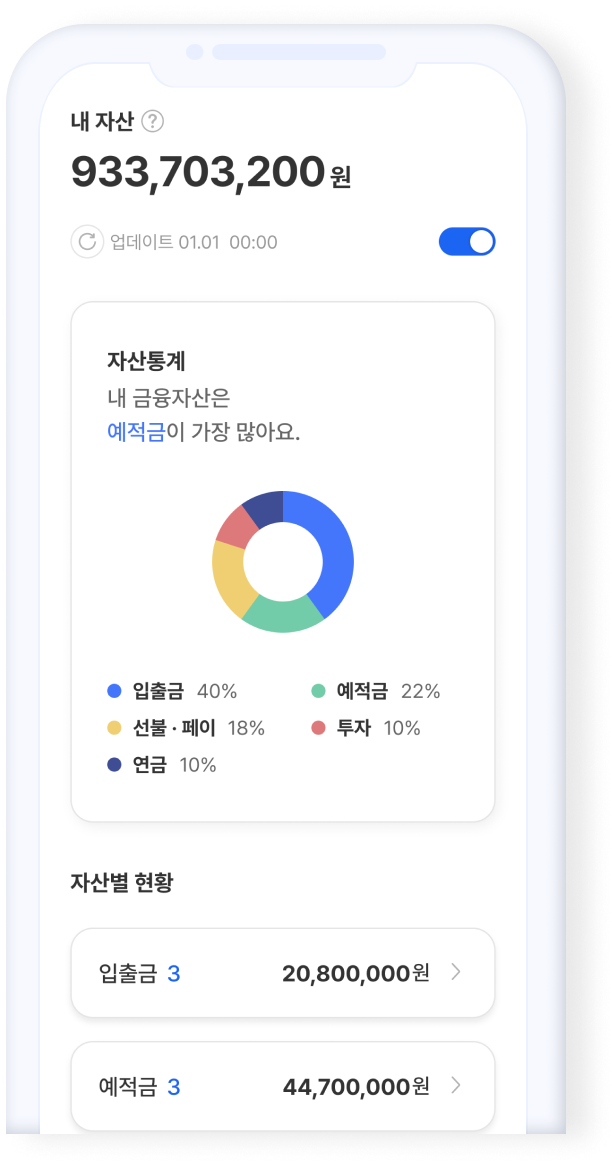 내 자산 ?
933,703,200원
업데이트 01.01 00:00
자산통계
내 금융자산은
예적금이 가장 많아요.
입출금 40% 예적금 22%
선불 · 페이 18% 투자 10%
연금 10%
자산별 현황
입출금 3 20,800,000원
예적금 3 44,700,000원